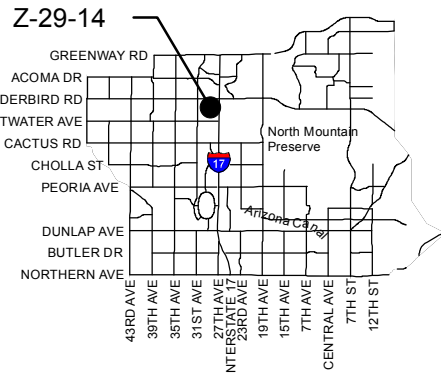 Z-29-14
GREENWAY RD
ACOMA DR
DERBIRD RD
TWATER AVE
CACTUS RD
CHOLLA ST
PEORIA AVE
DUNLAP AVE
BUTLER DR
NORTHERN AVE
North Mountain
Preserve
17
Arizona Canal
43RD AVE
39TH AVE
35TH AVE
31ST AVE
27TH AVE
NTERSTATE 17
23RD AVE
19TH AVE
15TH AVE
7TH AVE
CENTRAL AVE
7TH ST
12TH ST